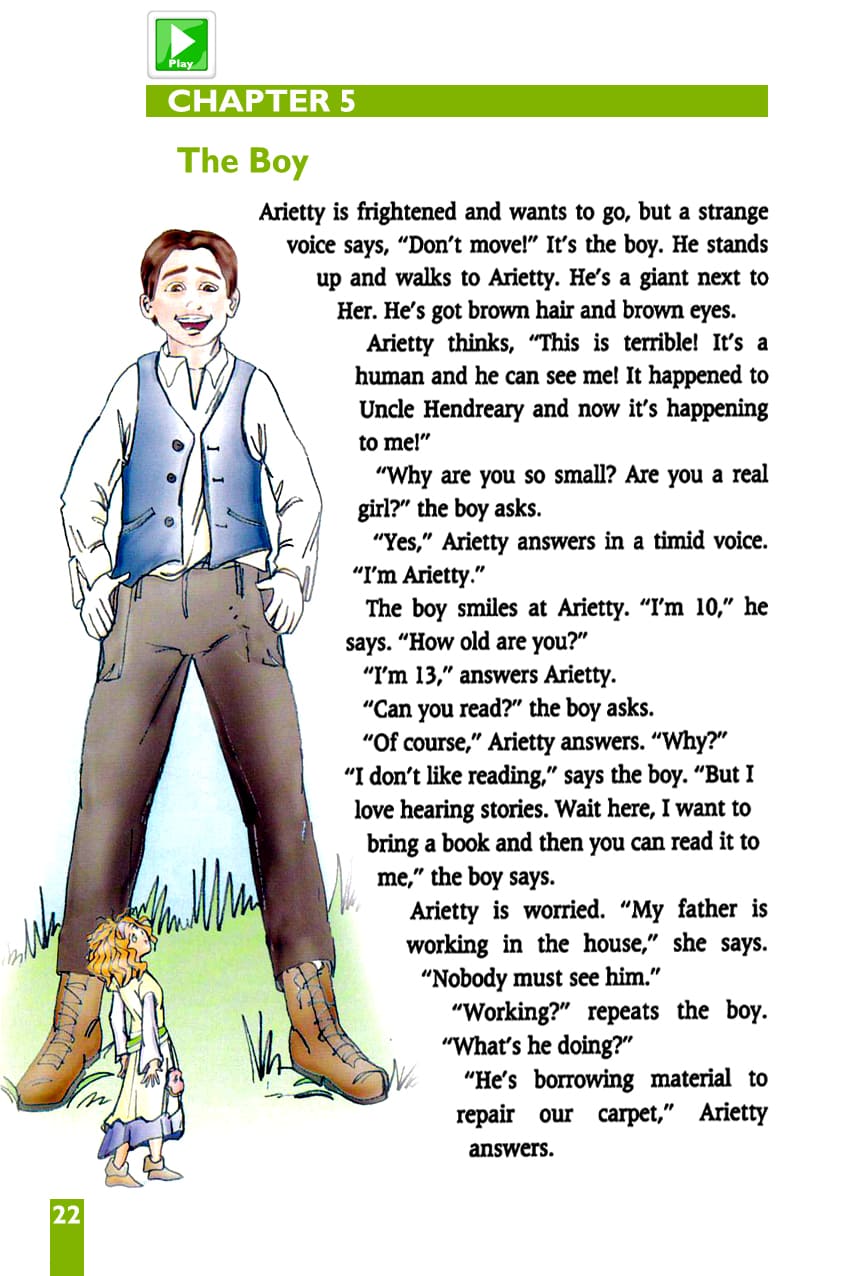 Play
CHAPTER 5
The Boy
Arietty is frightened and wants to go, but a strange
voice says, “Don’t move!” It’s the boy. He stands
up and walks to Arietty. He’s a giant next to
Her. He’s got brown hair and brown eyes.
Arietty thinks, “This is terrible! It’s a
human and he can see me! It happened to
Uncle Hendreary and now it’s happening
to me!”
“Why are you so small? Are you a real
girl?” the boy asks.
“Yes,” Arietty answers in a timid voice.
“I’m Arietty.”
The boy smiles at Arietty. “I’m 10,” he
says. “How old are you?”
“I’m 13,” answers Arietty.
“Can you read?” the boy asks.
“Of course,” Arietty answers. “Why?”
“I don’t like reading,” says the boy. “But I
love hearing stories. Wait here, I want to
bring a book and then you can read it to
me,” the boy says.
Arietty is worried. “My father is
working in the house,” she says.
“Nobody must see him.”
“Working?” repeats the boy.
“What’s he doing?”
“He’s borrowing material to
repair our carpet,” Arietty
answers.
22